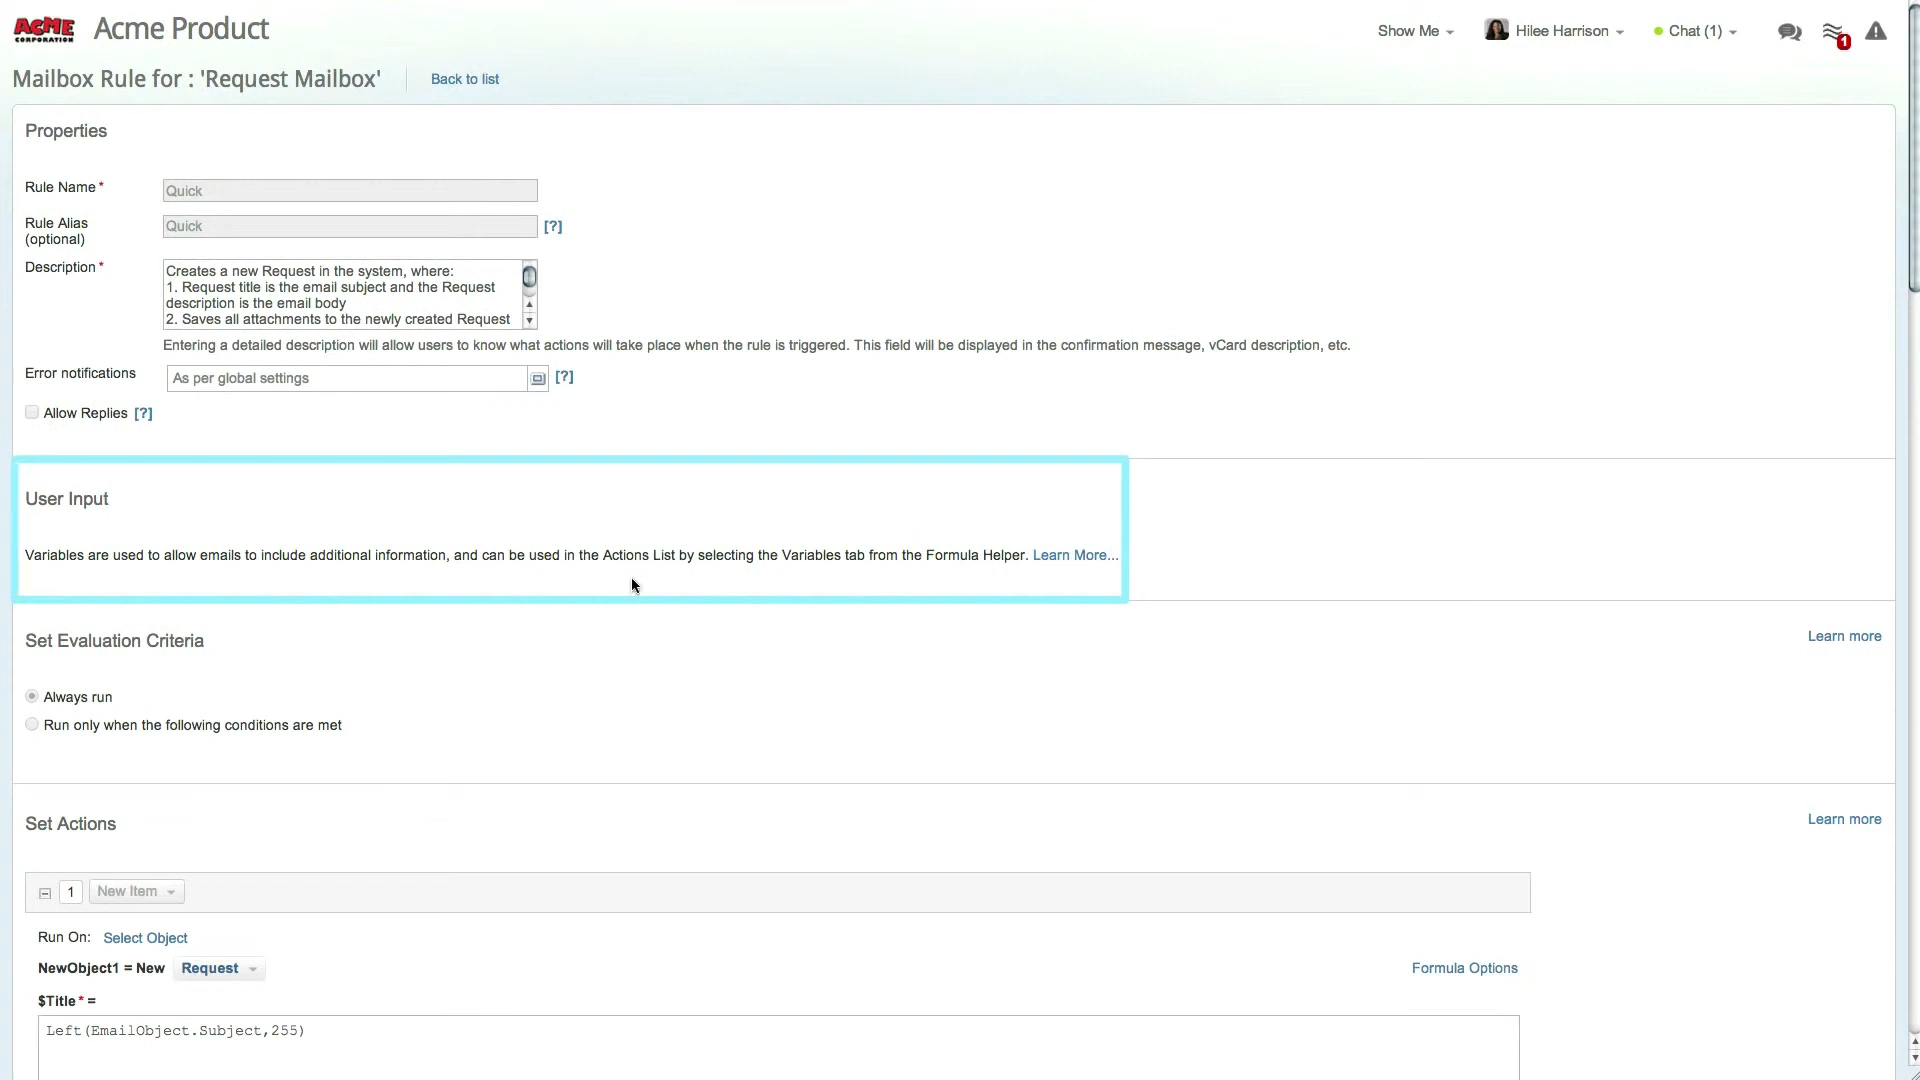 ACME
CORPORATION
Acme Product
Show Me
Hilee Harrison
Chat (1)
1
Mailbox Rule for : 'Request Mailbox'
Back to list
Properties
Rule Name*
Quick
Rule Alias
(optional)
Quick
[?]
Description*
Creates a new Request in the system, where:
1. Request title is the email subject and the Request
description is the email body
2. Saves all attachments to the newly created Request
Entering a detailed description will allow users to know what actions will take place when the rule is triggered. This field will be displayed in the confirmation message, vCard description, etc.
Error notifications
As per global settings
[?]
Allow Replies [?]
User Input
Variables are used to allow emails to include additional information, and can be used in the Actions List by selecting the Variables tab from the Formula Helper. Learn More...
Set Evaluation Criteria
Learn more
Always run
Run only when the following conditions are met
Set Actions
Learn more
1
New Item
Run On: Select Object
NewObject1 = New Request
Formula Options
$Title* =
Left(EmailObject.Subject,255)